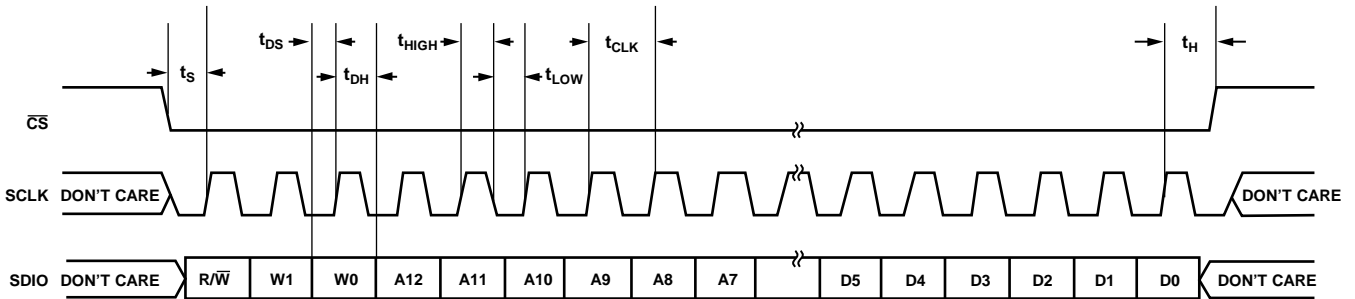 tDS tHIGH tCLK tH
tS tDH tLOW
CS
SCLK DON'T CARE DON'T CARE
SDIO DON'T CARE R/W W1 W0 A12 A11 A10 A9 A8 A7 D5 D4 D3 D2 D1 D0 DON'T CARE